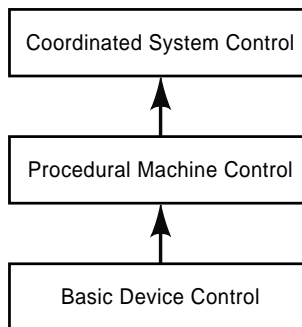 Coordinated System Control
Procedural Machine Control
Basic Device Control